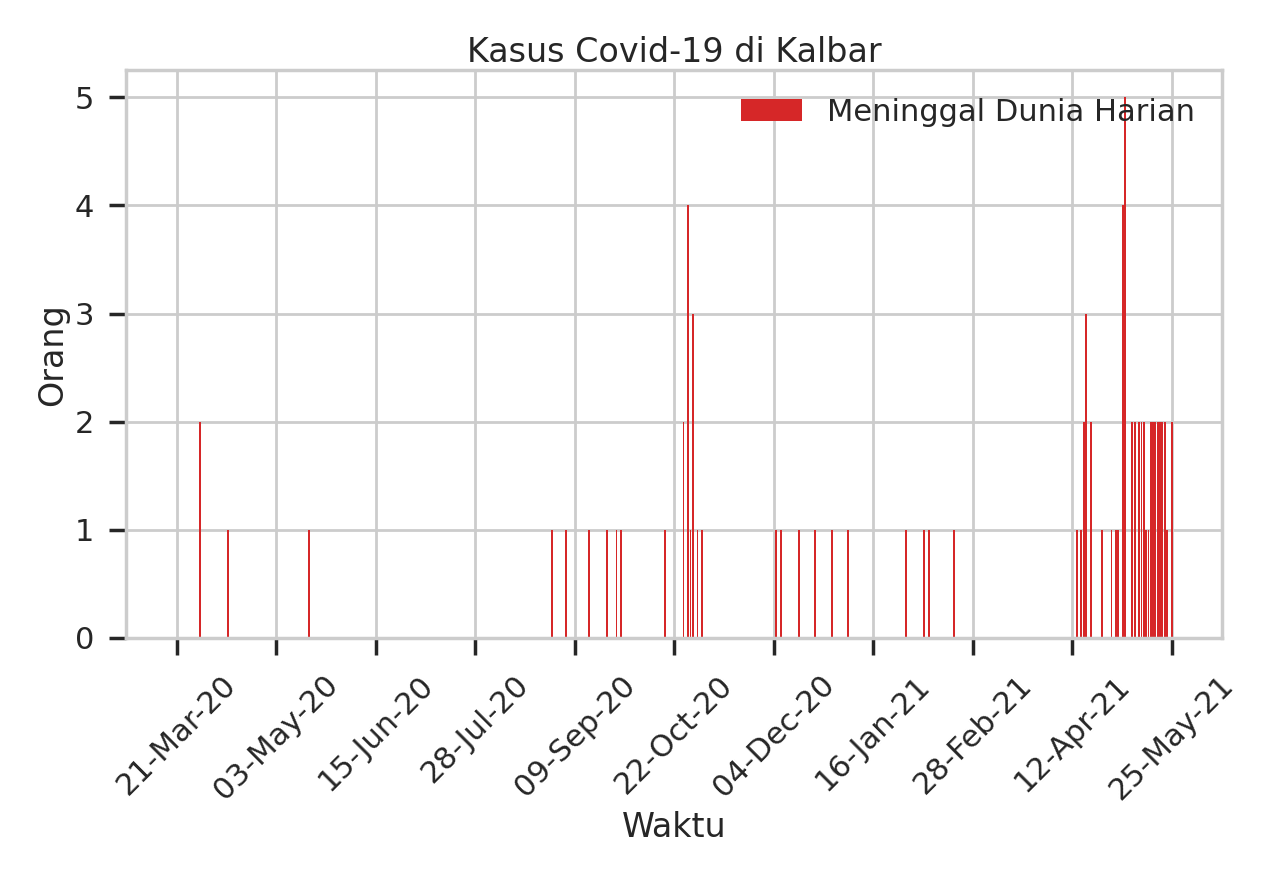 Kasus Covid-19 di Kalbar
Meninggal Dunia Harian
Orang
5
4
3
2
1
0
21-Mar-20
03-May-20
15-Jun-20
28-Jul-20
09-Sep-20
22-Oct-20
04-Dec-20
16-Jan-21
28-Feb-21
12-Apr-21
25-May-21
Waktu